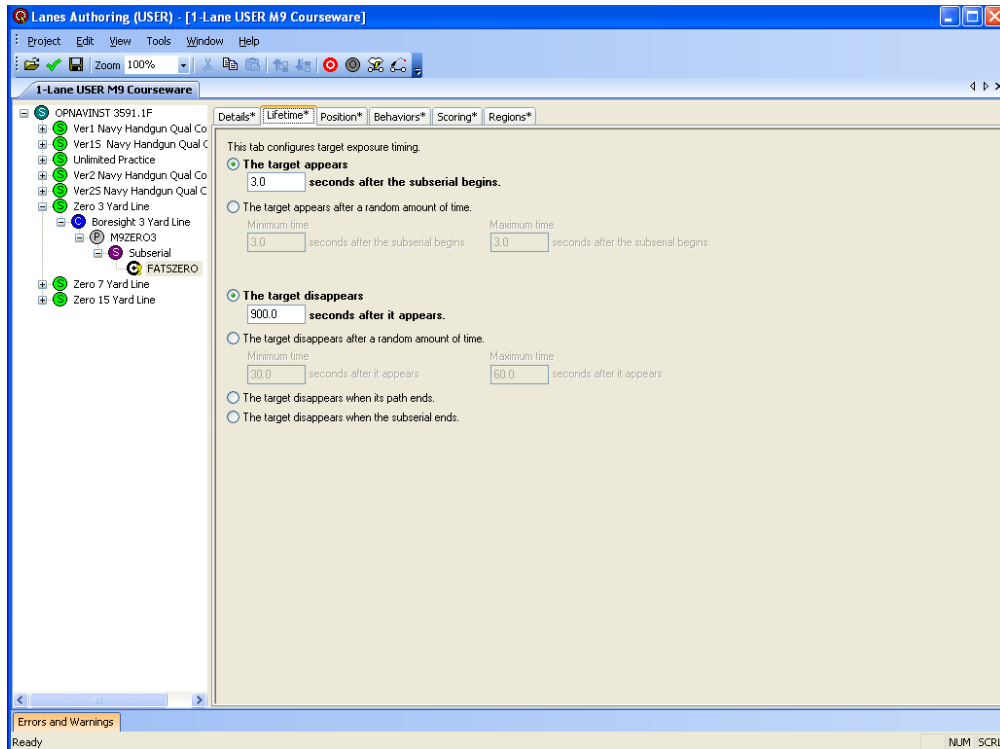 Lanes Authoring (USER) - [1-Lane USER M9 Courseware]
Project Edit View Tools Window Help
Zoom 100%
1-Lane USER M9 Courseware
OPNAVINST 3591.1F
Ver1 Navy Handgun Qual Co
Ver1S Navy Handgun Qual C
Unlimited Practice
Ver2 Navy Handgun Qual Co
Ver2S Navy Handgun Qual C
Zero 3 Yard Line
Boresight 3 Yard Line
M9ZERO3
Subserial
FATSZERO
Zero 7 Yard Line
Zero 15 Yard Line
Details* Lifetime* Position* Behaviors* Scoring* Regions*
This tab configures target exposure timing.
The target appears
3.0 seconds after the subserial begins.
The target appears after a random amount of time.
Minimum time Maximum time
3.0 seconds after the subserial begins 3.0 seconds after the subserial begins
The target disappears
900.0 seconds after it appears.
The target disappears after a random amount of time.
Minimum time Maximum time
30.0 seconds after it appears 60.0 seconds after it appears
The target disappears when its path ends.
The target disappears when the subserial ends.
Errors and Warnings
Ready NUM SCRL